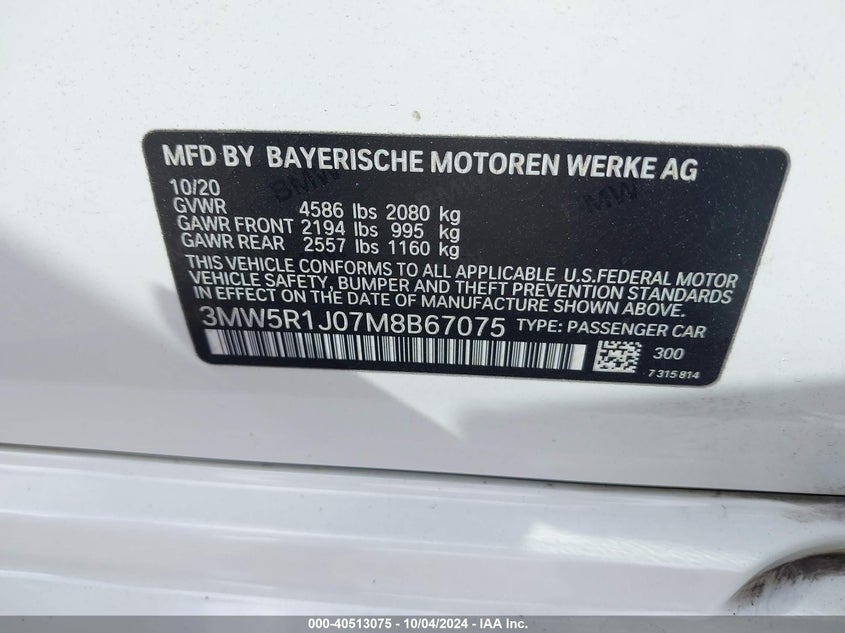 MFD BY BAYERISCHE MOTOREN WERKE AG
10/20
GVWR 4586 lbs 2080 kg
GAWR FRONT 2194 lbs 995 kg
GAWR REAR 2557 lbs 1160 kg
THIS VEHICLE CONFORMS TO ALL APPLICABLE U.S.FEDERAL MOTOR
VEHICLE SAFETY, BUMPER AND THEFT PREVENTION STANDARDS
IN EFFECT ON THE DATE OF MANUFACTURE SHOWN ABOVE.
3MW5R1J07M8B67075 TYPE: PASSENGER CAR
300
7 315 814
BMW BMW BMW
000-40513075 - 10/04/2024 - IAA Inc.